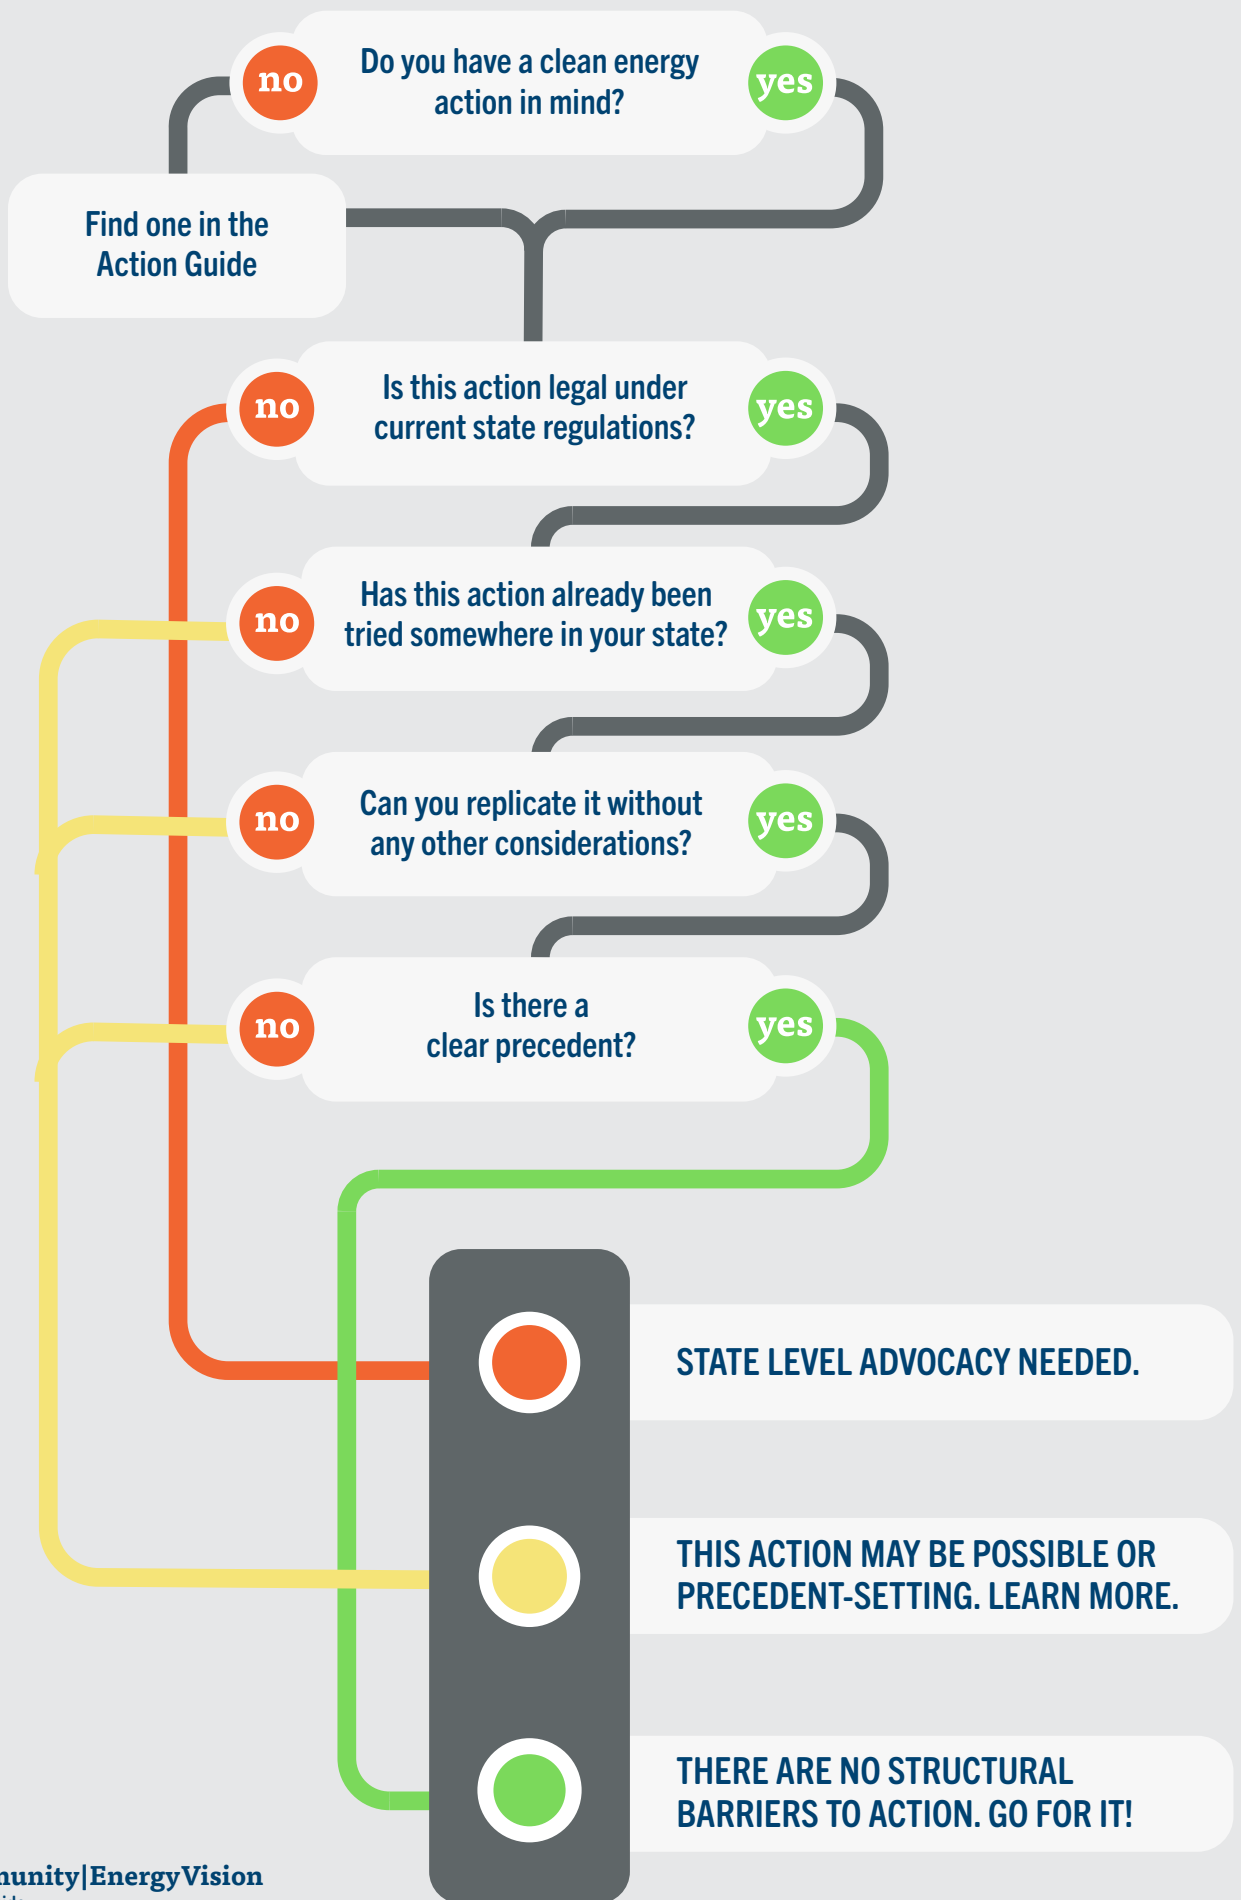 no
Do you have a clean energy
action in mind?
yes
Find one in the
Action Guide
no
Is this action legal under
current state regulations?
yes
no
Has this action already been
tried somewhere in your state?
yes
no
Can you replicate it without
any other considerations?
yes
no
Is there a
clear precedent?
yes
STATE LEVEL ADVOCACY NEEDED.
THIS ACTION MAY BE POSSIBLE OR
PRECEDENT-SETTING. LEARN MORE.
THERE ARE NO STRUCTURAL
BARRIERS TO ACTION. GO FOR IT!
munity|EnergyVision